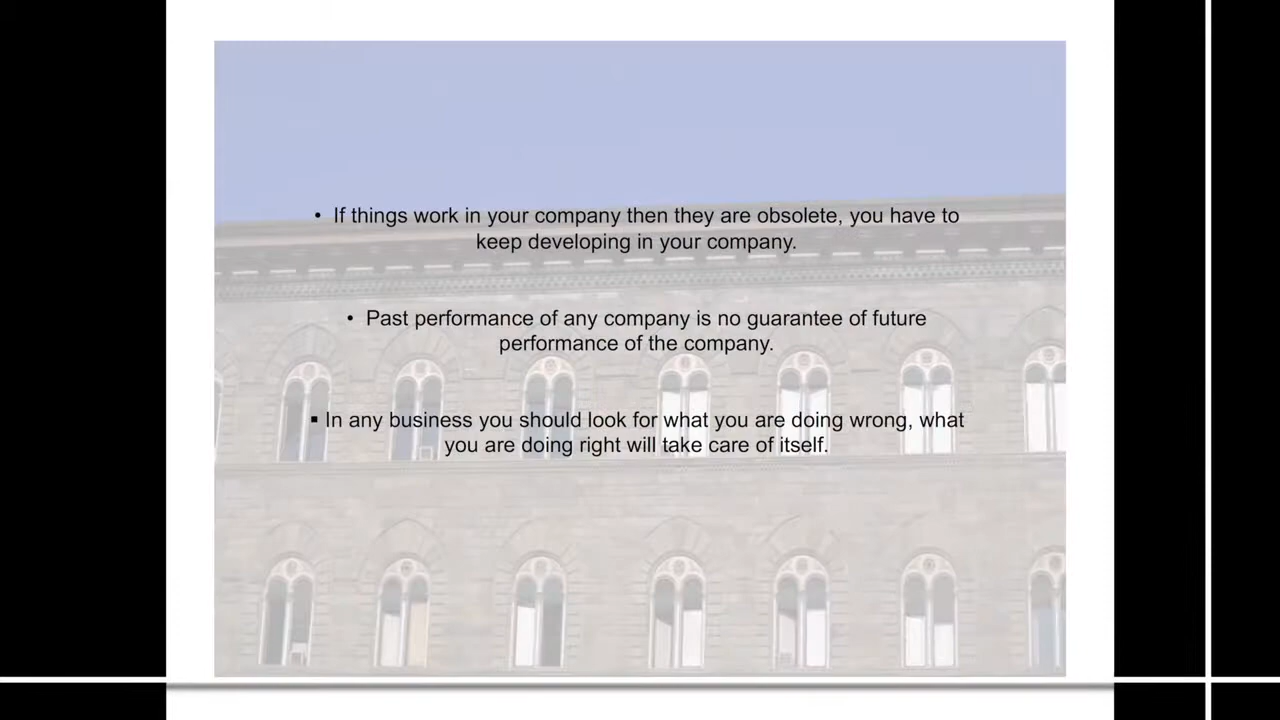 • If things work in your company then they are obsolete, you have to
keep developing in your company.
• Past performance of any company is no guarantee of future
performance of the company.
▪ In any business you should look for what you are doing wrong, what
you are doing right will take care of itself.